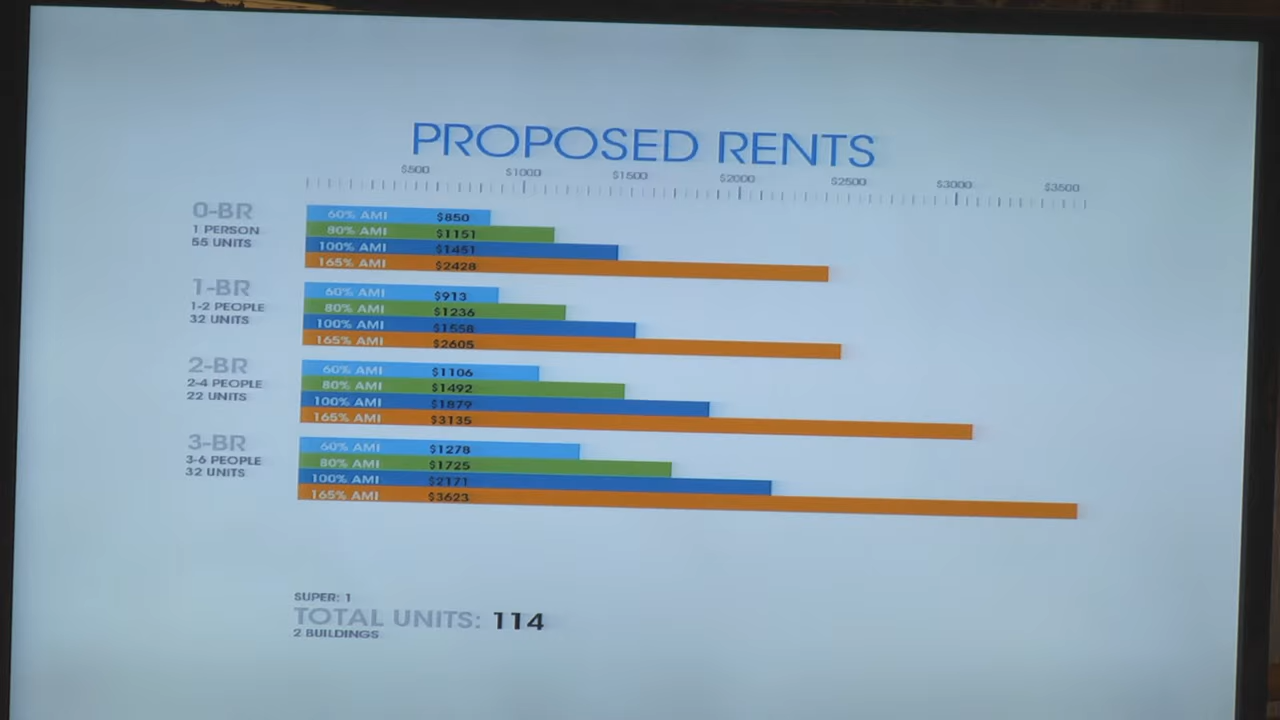 PROPOSED RENTS
$500 $1000 $1500 $2000 $2500 $3000 $3500
0-BR
1 PERSON
55 UNITS
60% AMI $850
80% AMI $1151
100% AMI $1451
165% AMI $2428
1-BR
1-2 PEOPLE
32 UNITS
60% AMI $913
80% AMI $1236
100% AMI $1558
165% AMI $2605
2-BR
2-4 PEOPLE
22 UNITS
60% AMI $1106
80% AMI $1492
100% AMI $1879
165% AMI $3135
3-BR
3-6 PEOPLE
32 UNITS
60% AMI $1278
80% AMI $1725
100% AMI $2171
165% AMI $3623
SUPER: 1
TOTAL UNITS: 114
2 BUILDINGS